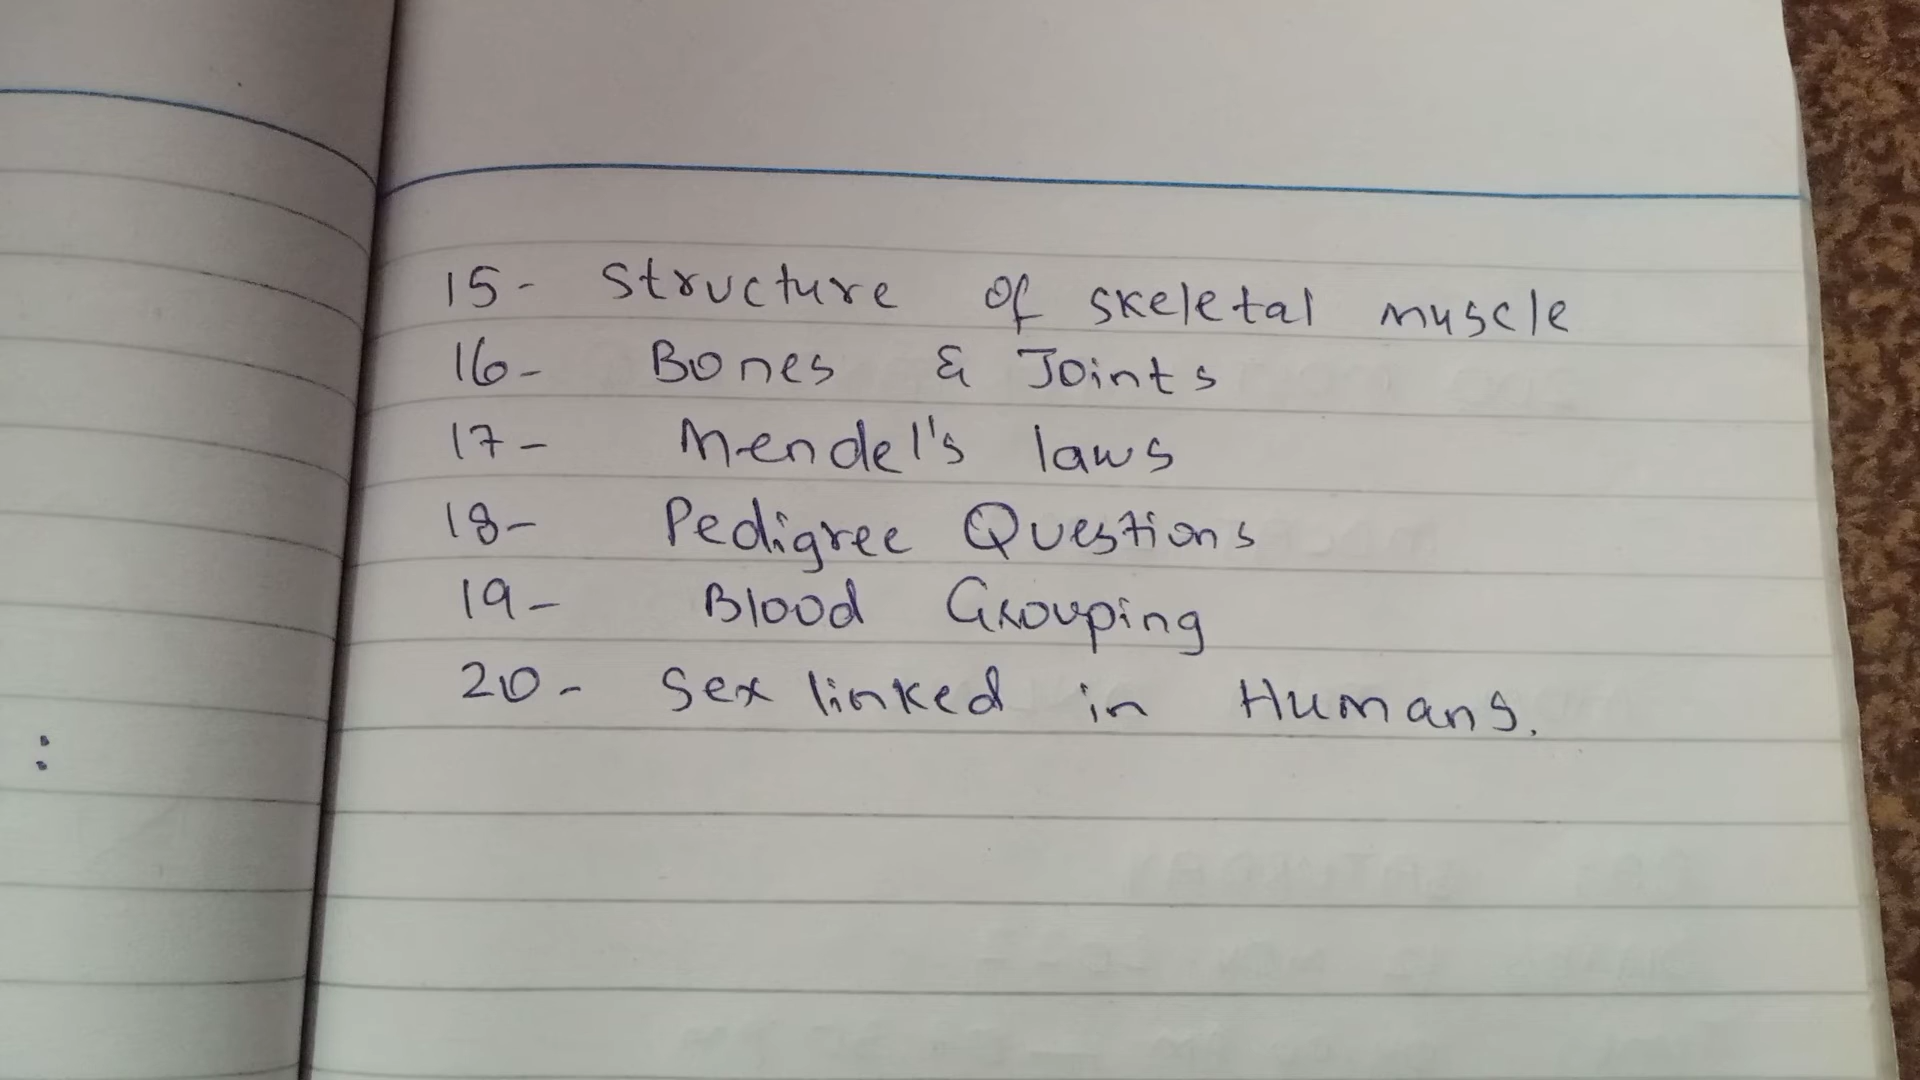 15- Structure of skeletal muscle
16- Bones & Joints
17- Mendel's laws
18- Pedigree Questions
19- Blood Grouping
20- Sex linked in Humans.
: